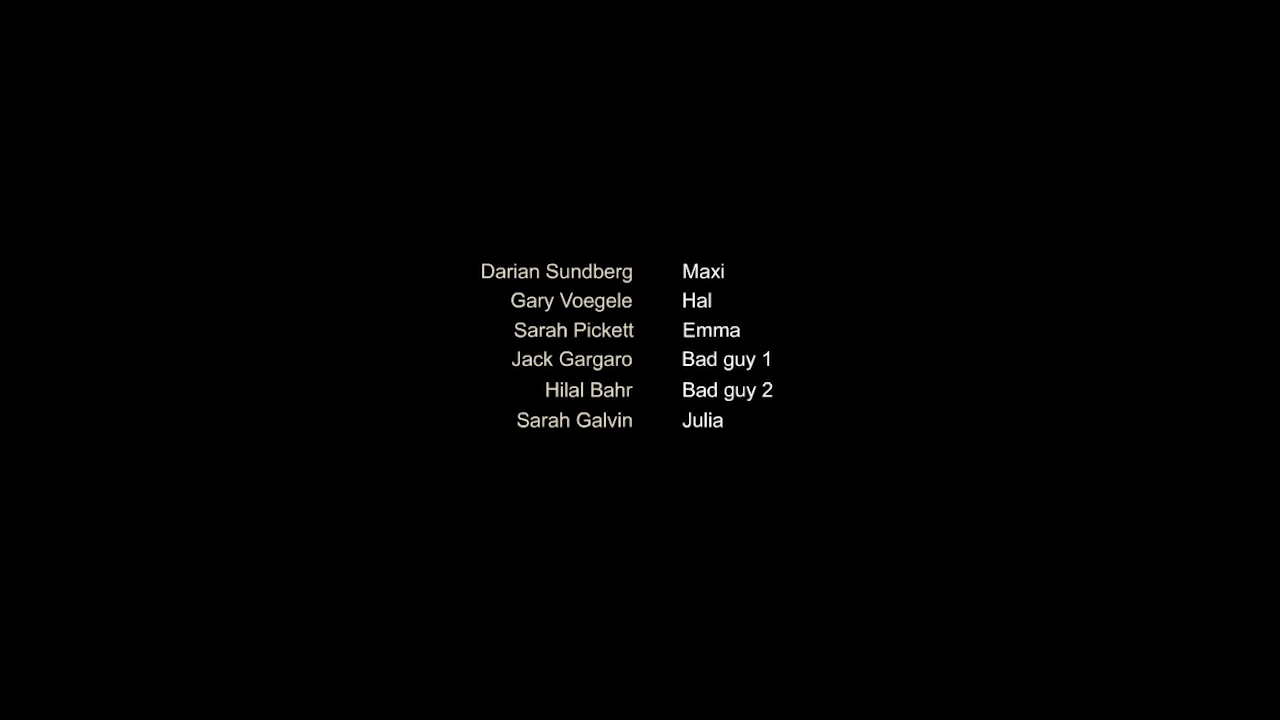 Darian Sundberg Maxi
Gary Voegele Hal
Sarah Pickett Emma
Jack Gargaro Bad guy 1
Hilal Bahr Bad guy 2
Sarah Galvin Julia